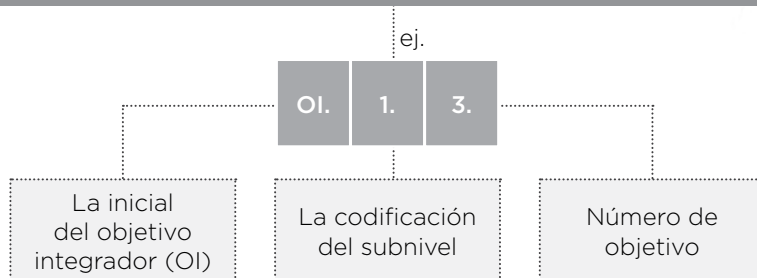 ej.
OI. 1. 3.
La inicial
del objetivo
integrador (OI)
La codificación
del subnivel
Número de
objetivo